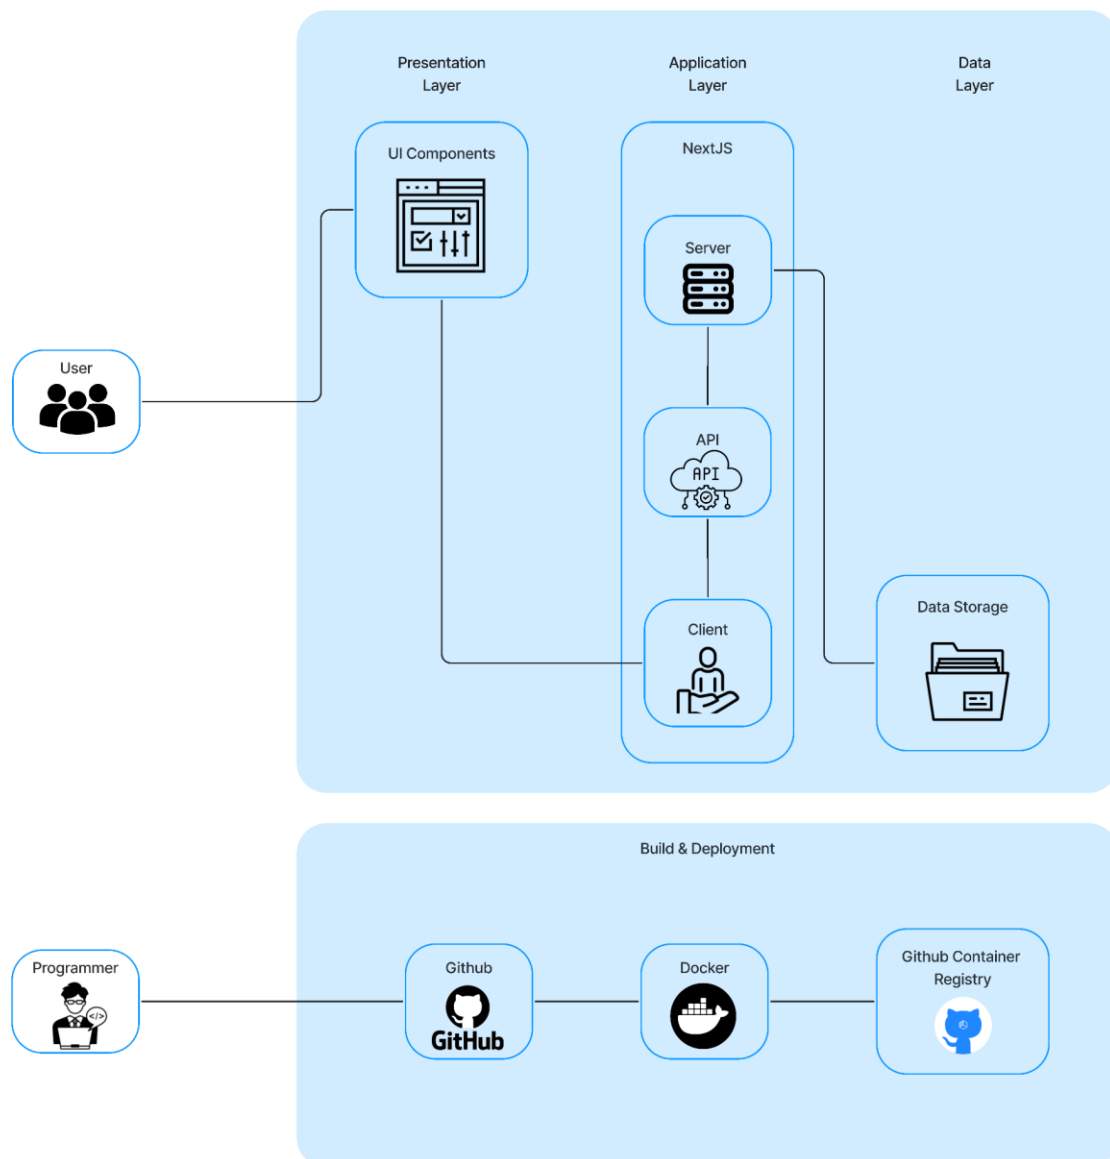 Presentation
Layer
Application
Layer
Data
Layer
UI Components
NextJS
Server
User
API
API
Data Storage
Client
Build & Deployment
Programmer
</>
Github
GitHub
Docker
Github Container
Registry